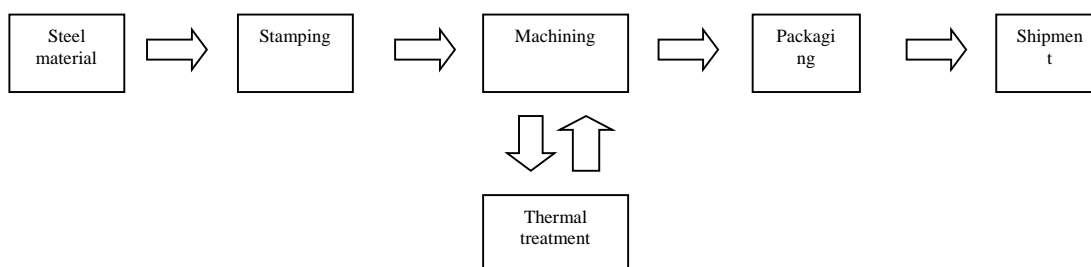 Steel
material
Stamping
Machining
Packagi
ng
Shipmen
t
Thermal
treatment